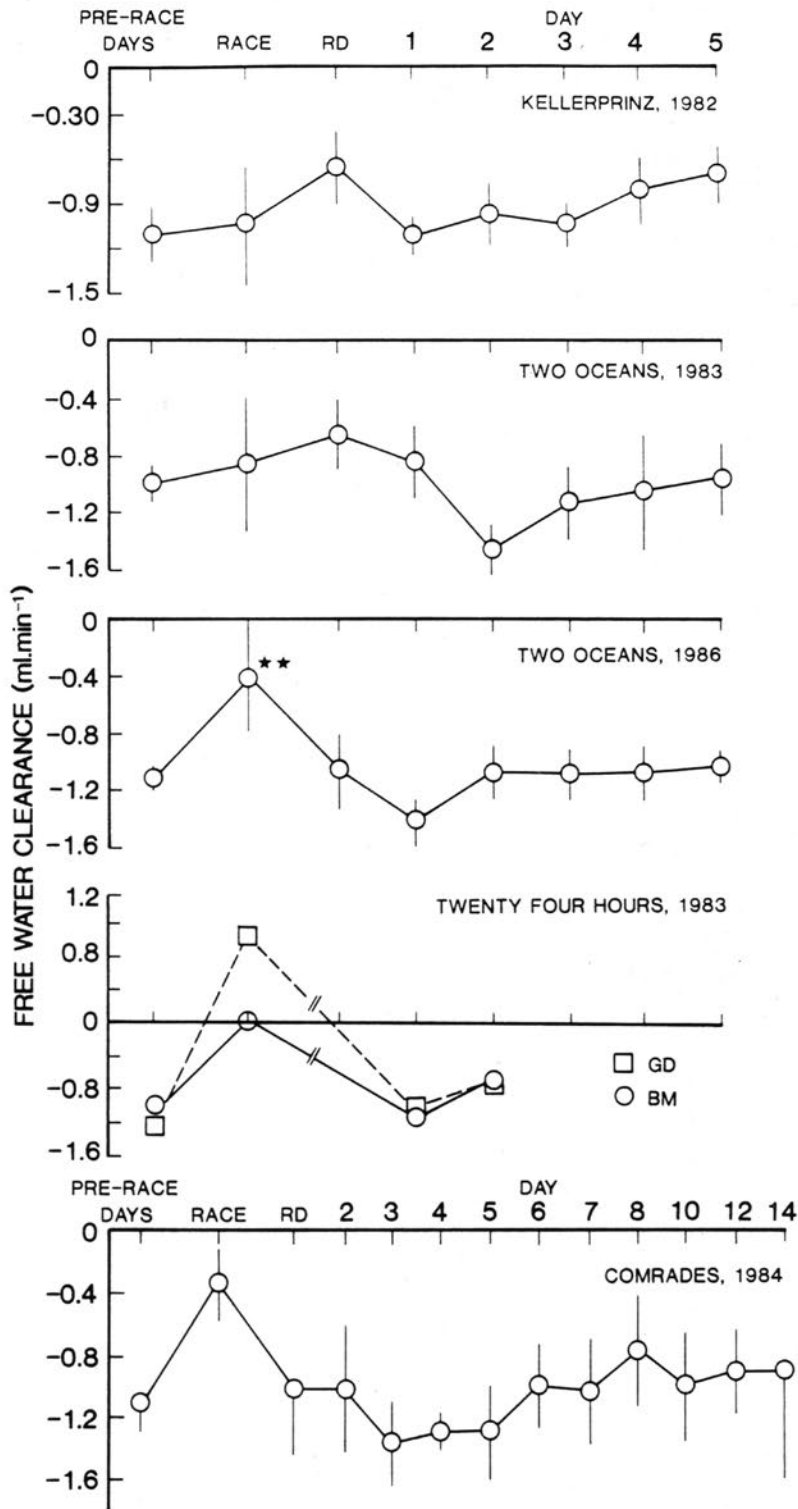 PRE-RACE DAY
DAYS RACE RD 1 2 3 4 5
0
KELLERPRINZ, 1982
−0.30
−0.9
−1.5
0
TWO OCEANS, 1983
−0.4
−0.8
−1.2
−1.6
0
★★ TWO OCEANS, 1986
−0.4
−0.8
−1.2
−1.6
FREE WATER CLEARANCE (ml.min⁻¹)
1.2
TWENTY FOUR HOURS, 1983
0.8
0
GD
−0.8
BM
−1.6
PRE-RACE DAY
DAYS RACE RD 2 3 4 5 6 7 8 10 12 14
0
COMRADES, 1984
−0.4
−0.8
−1.2
−1.6